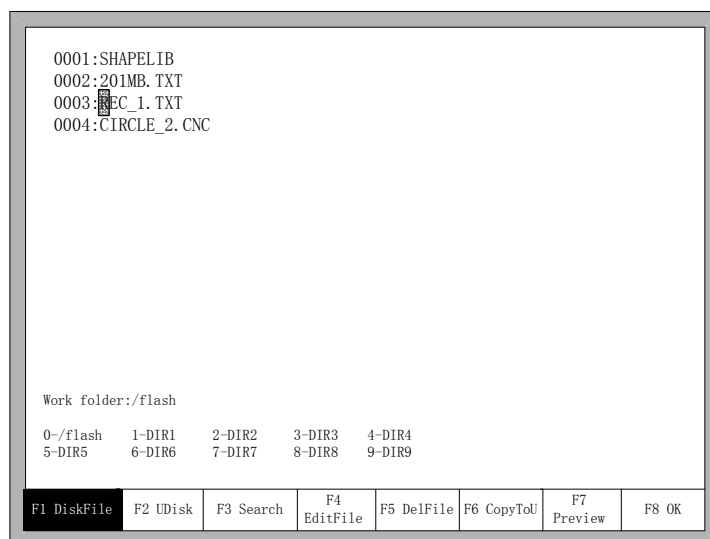 0001:SHAPELIB
0002:201MB.TXT
0003:REC_1.TXT
0004:CIRCLE_2.CNC
Work folder:/flash
0-/flash 1-DIR1 2-DIR2 3-DIR3 4-DIR4
5-DIR5 6-DIR6 7-DIR7 8-DIR8 9-DIR9
F1 DiskFile F2 UDisk F3 Search F4 EditFile F5 DelFile F6 CopyToU F7 Preview F8 OK